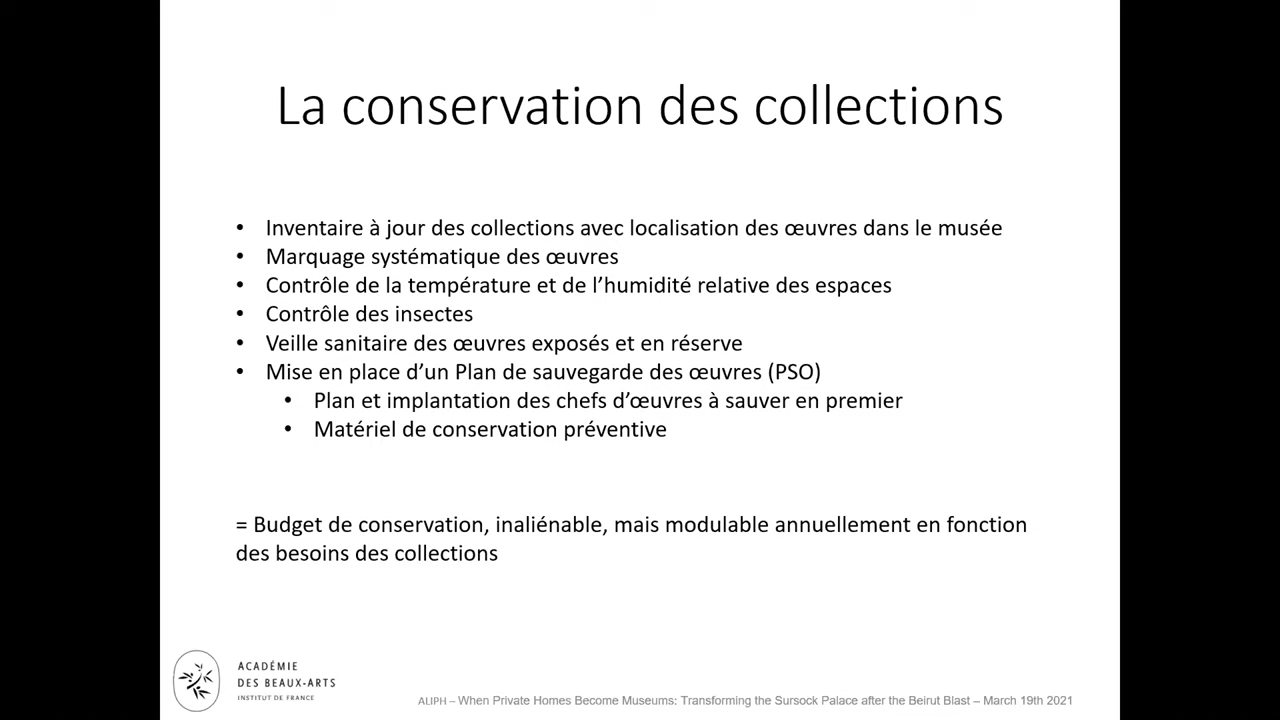 La conservation des collections
• Inventaire à jour des collections avec localisation des œuvres dans le musée
• Marquage systématique des œuvres
• Contrôle de la température et de l’humidité relative des espaces
• Contrôle des insectes
• Veille sanitaire des œuvres exposés et en réserve
• Mise en place d’un Plan de sauvegarde des œuvres (PSO)
• Plan et implantation des chefs d’œuvres à sauver en premier
• Matériel de conservation préventive
= Budget de conservation, inaliénable, mais modulable annuellement en fonction
des besoins des collections
ACADÉMIE
DES BEAUX-ARTS
INSTITUT DE FRANCE
ALIPH – When Private Homes Become Museums: Transforming the Sursock Palace after the Beirut Blast – March 19th 2021